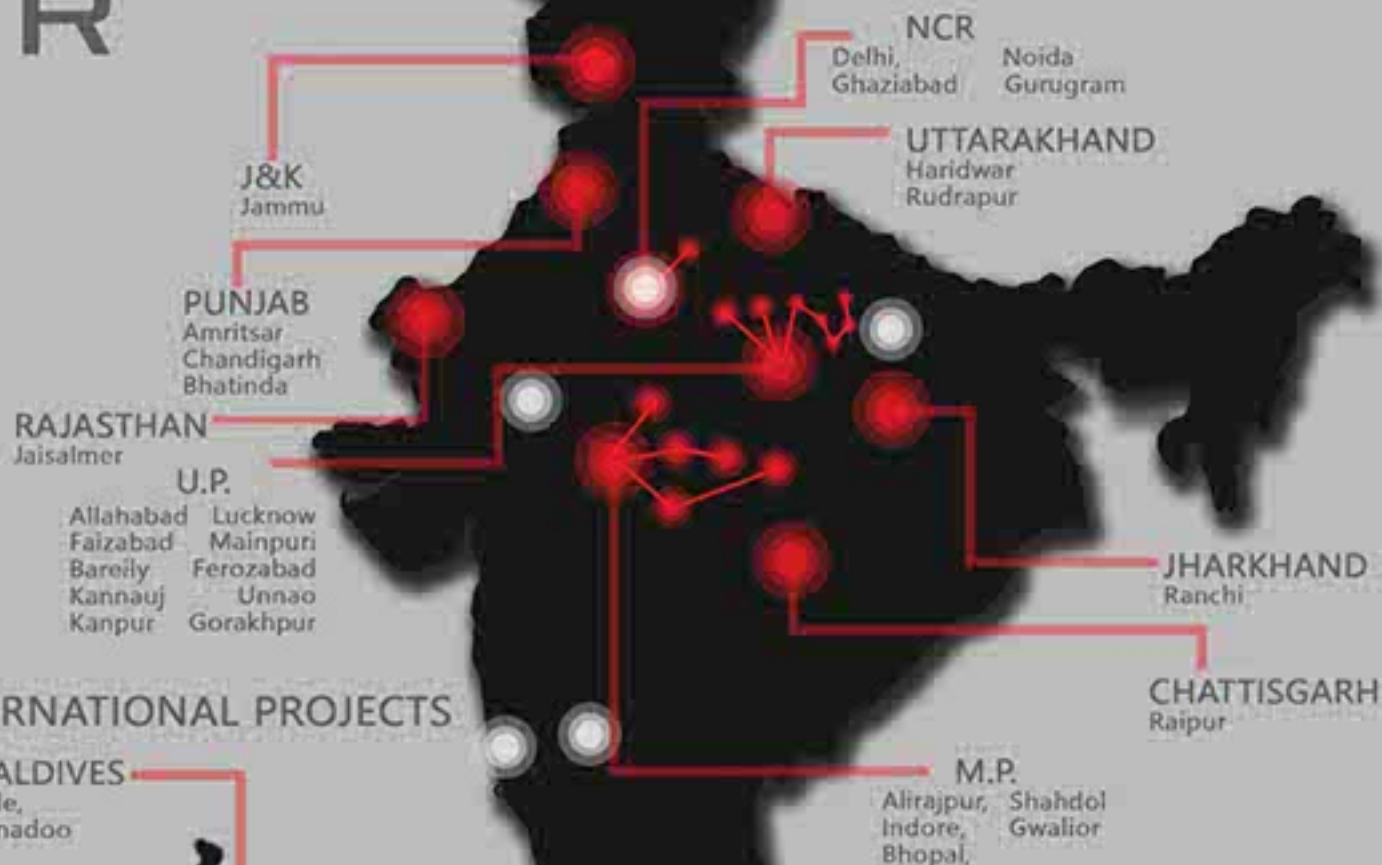 R
NCR
Delhi, Noida
Ghaziabad Gurugram
UTTARAKHAND
Haridwar
Rudrapur
J&K
Jammu
PUNJAB
Amritsar
Chandigarh
Bhatinda
RAJASTHAN
Jaisalmer
U.P.
Allahabad Lucknow
Faizabad Mainpuri
Bareily Ferozabad
Kannauj Unnao
Kanpur Gorakhpur
JHARKHAND
Ranchi
CHATTISGARH
Raipur
RNATIONAL PROJECTS
ALDIVES
le,
nadoo
M.P.
Alirajpur, Shahdol
Indore, Gwalior
Bhopal,